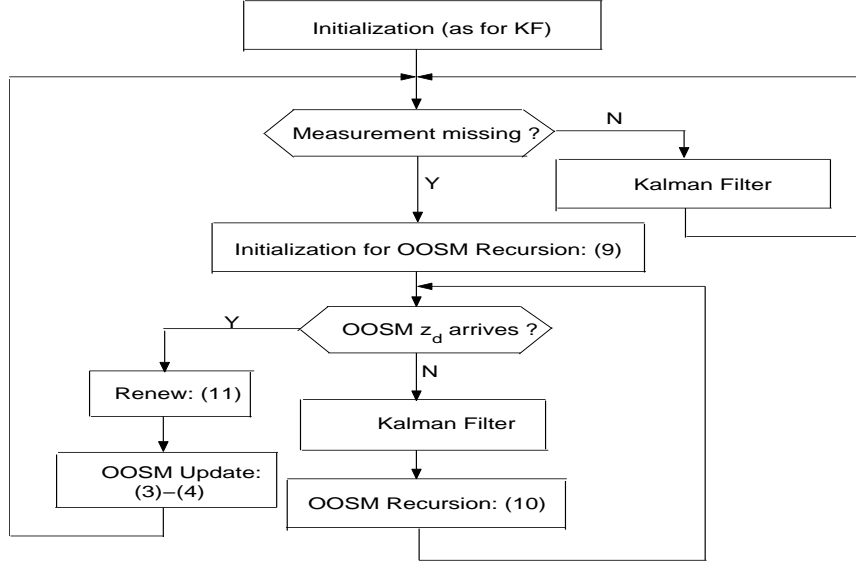 Initialization (as for KF)
Measurement missing ?
N
Kalman Filter
Y
Initialization for OOSM Recursion: (9)
OOSM z_d arrives ?
Y
N
Renew: (11)
Kalman Filter
OOSM Update:
(3)−(4)
OOSM Recursion: (10)